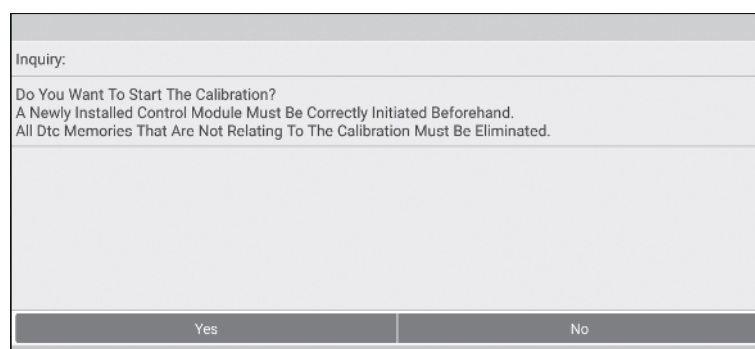 Inquiry:
Do You Want To Start The Calibration?
A Newly Installed Control Module Must Be Correctly Initiated Beforehand.
All Dtc Memories That Are Not Relating To The Calibration Must Be Eliminated.
Yes
No